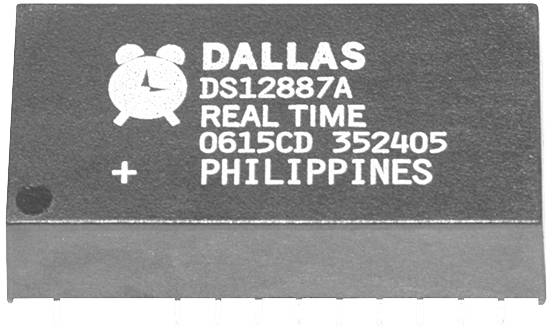 DALLAS
DS12887A
REAL TIME
0615CD 352405
+ PHILIPPINES